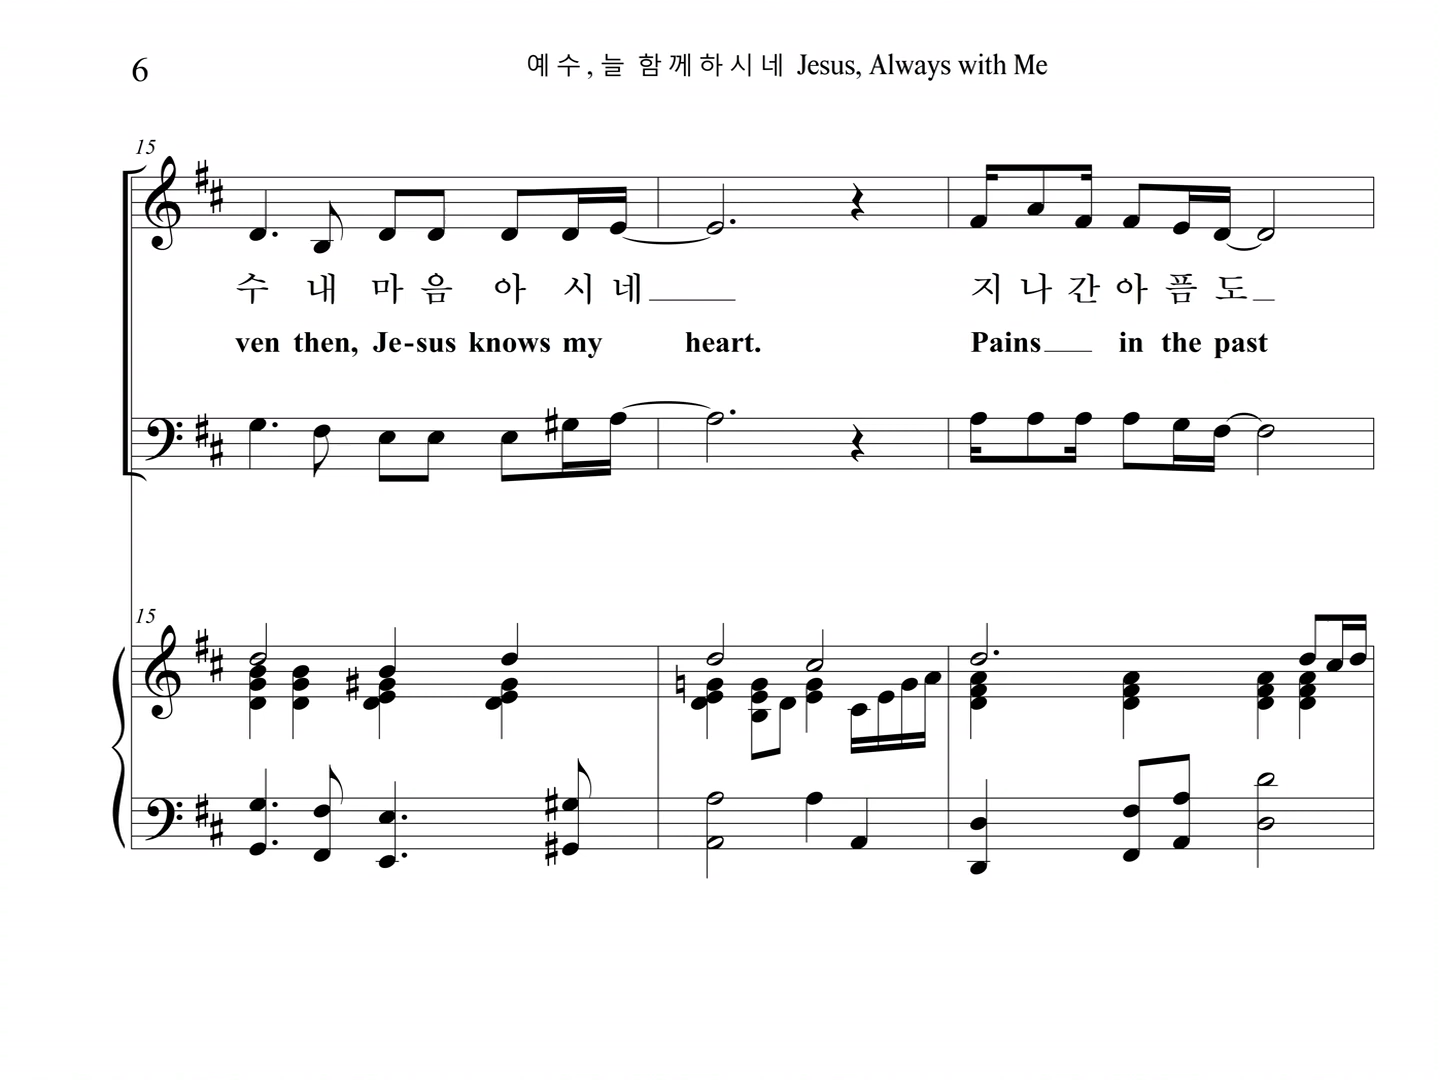 6
예수, 늘 함께하시네 Jesus, Always with Me
15
수 내 마 음 아 시 네
ven then, Je-sus knows my heart.
지 나 간 아 픔 도
Pains in the past
15